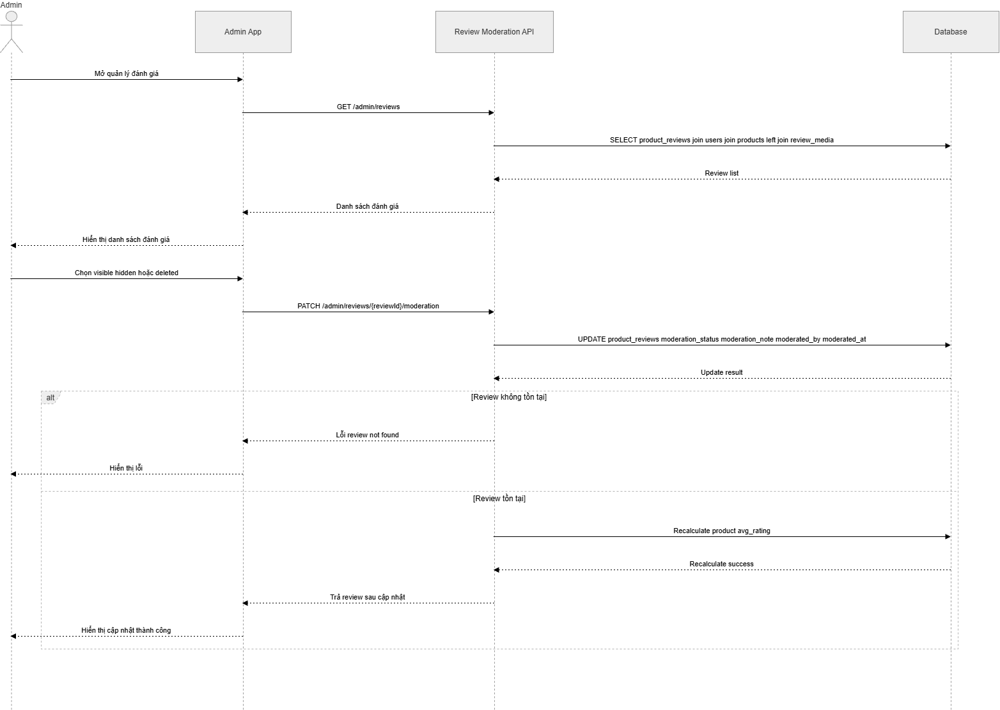 Admin
Admin App
Review Moderation API
Database
Mở quản lý đánh giá
GET /admin/reviews
SELECT product_reviews join users join products left join review_media
Review list
Danh sách đánh giá
Hiển thị danh sách đánh giá
Chọn visible hidden hoặc deleted
PATCH /admin/reviews/{reviewId}/moderation
UPDATE product_reviews moderation_status moderation_note moderated_by moderated_at
Update result
alt
[Review không tồn tại]
Lỗi review not found
Hiển thị lỗi
[Review tồn tại]
Recalculate product avg_rating
Recalculate success
Trả review sau cập nhật
Hiển thị cập nhật thành công